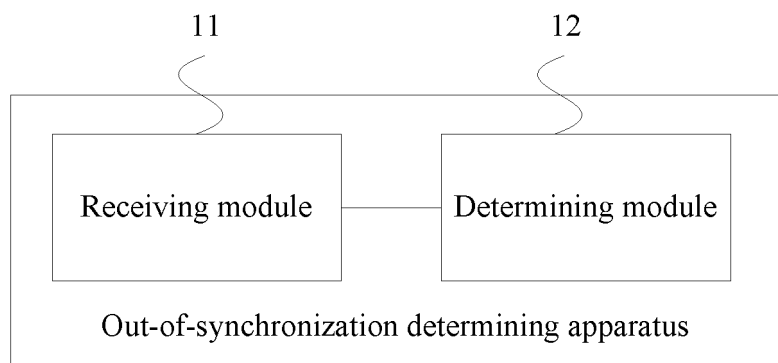 11 12
Receiving module Determining module
Out-of-synchronization determining apparatus